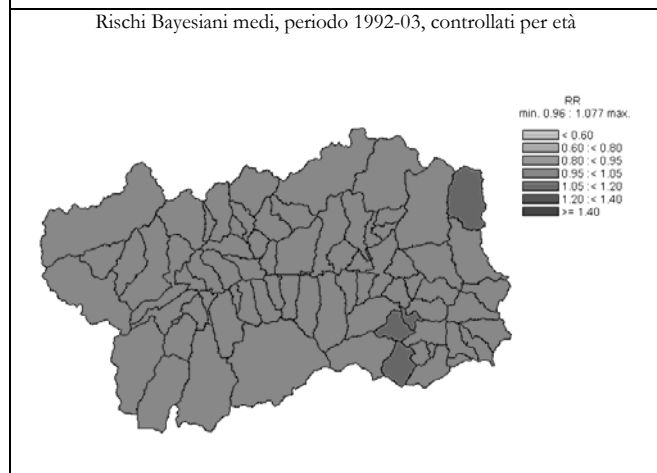 Rischi Bayesiani medi, periodo 1992-03, controllati per età
RR
min. 0.96 : 1.077 max.
< 0.60
0.60 :< 0.80
0.80 :< 0.95
0.95 :< 1.05
1.05 :< 1.20
1.20 :< 1.40
>= 1.40